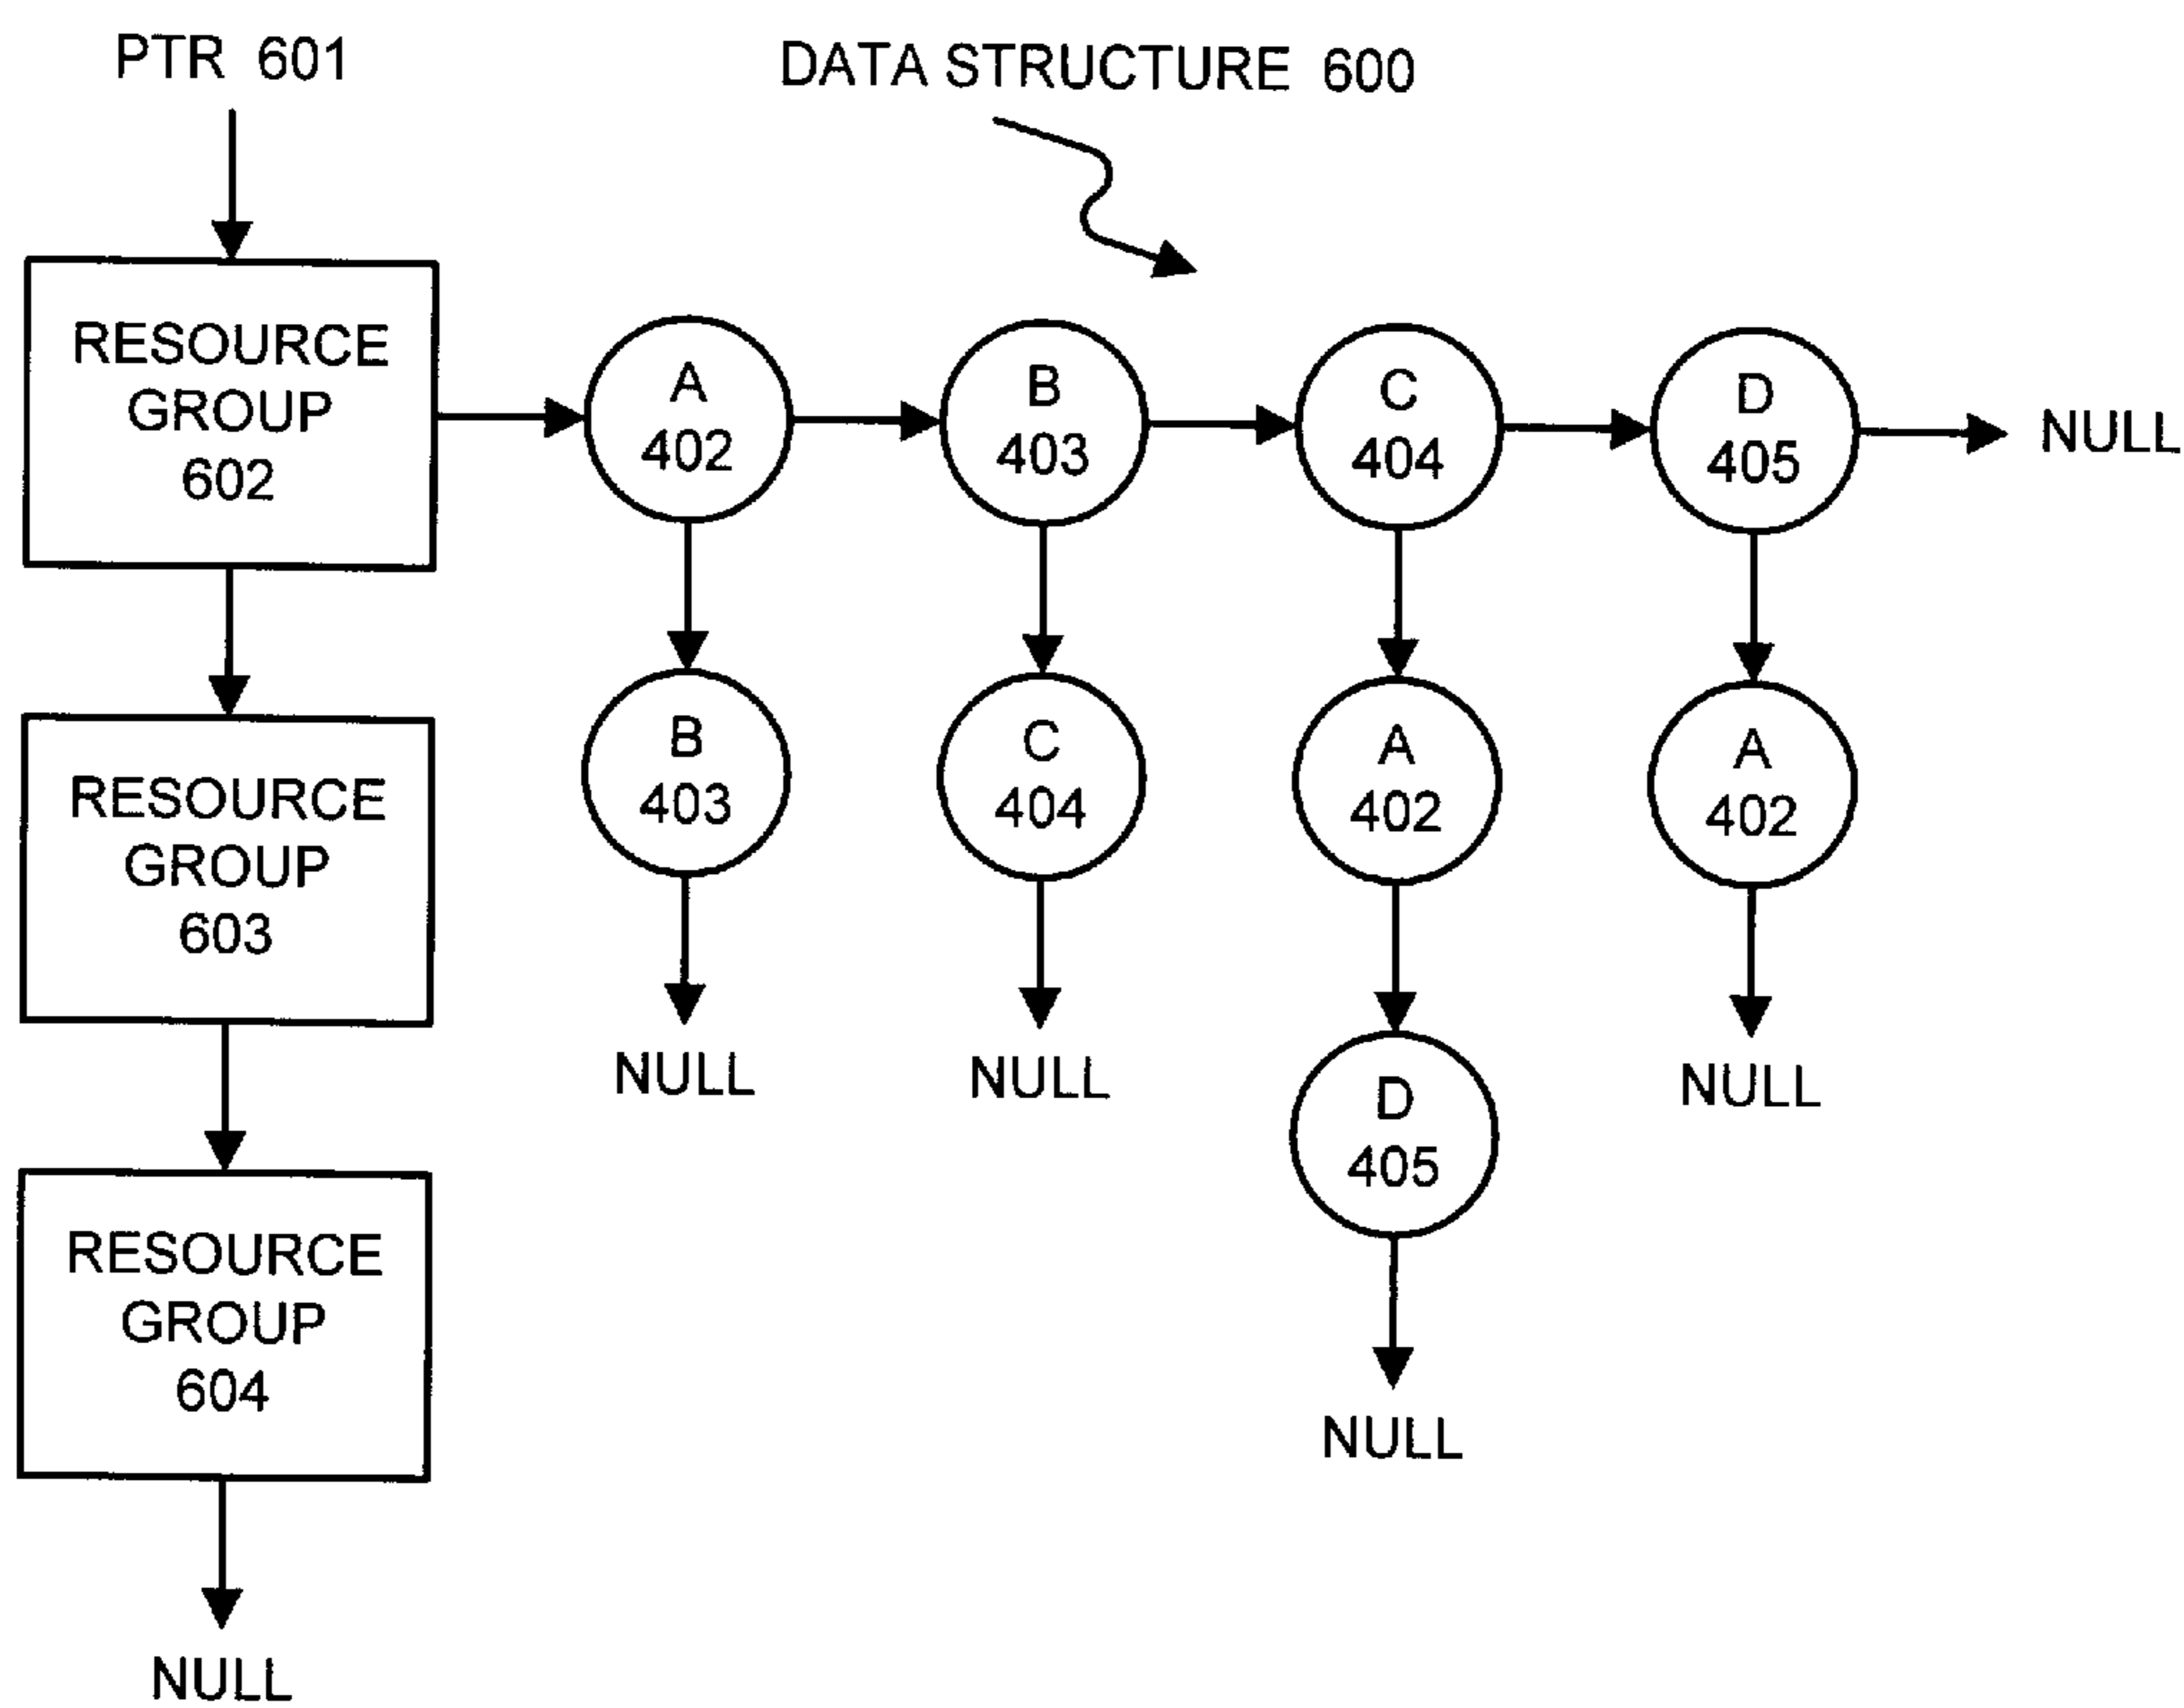 PTR 601
DATA STRUCTURE 600
RESOURCE
GROUP
602
A
402
B
403
C
404
D
405
NULL
RESOURCE
GROUP
603
B
403
C
404
A
402
A
402
NULL
NULL
NULL
RESOURCE
GROUP
604
D
405
NULL
NULL